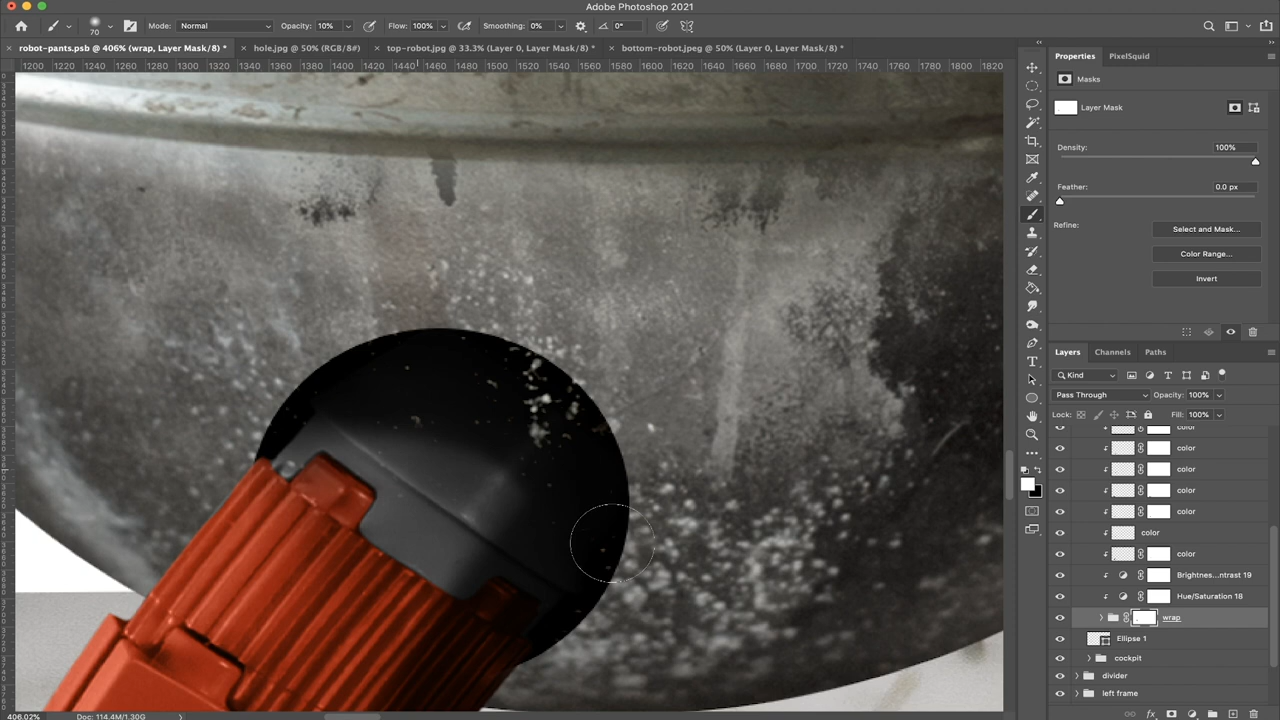 Adobe Photoshop 2021
70 Mode: Normal Opacity: 10% Flow: 100% Smoothing: 0% 0°
robot-pants.psb @ 406% (wrap, Layer Mask/8) * hole.jpg @ 50% (RGB/8#) top-robot.jpg @ 33.3% (Layer 0, Layer Mask/8) * bottom-robot.jpeg @ 50% (Layer 0, Layer Mask/8) *
1200 1220 1240 1260 1280 1300 1320 1340 1360 1380 1400 1420 1440 1460 1480 1500 1520 1540 1560 1580 1600 1620 1640 1660 1680 1700 1720 1740 1760 1780 1800 1820
Properties PixelSquid
Masks
Layer Mask
Density: 100%
Feather: 0.0 px
Refine: Select and Mask...
Color Range...
Invert
Layers Channels Paths
Kind
Pass Through Opacity: 100%
Lock: Fill: 100%
color
color
color
color
color
color
color
Brightnes...ntrast 19
Hue/Saturation 18
wrap
Ellipse 1
cockpit
divider
left frame
fx
406.02% Doc: 114.4M/1.30G